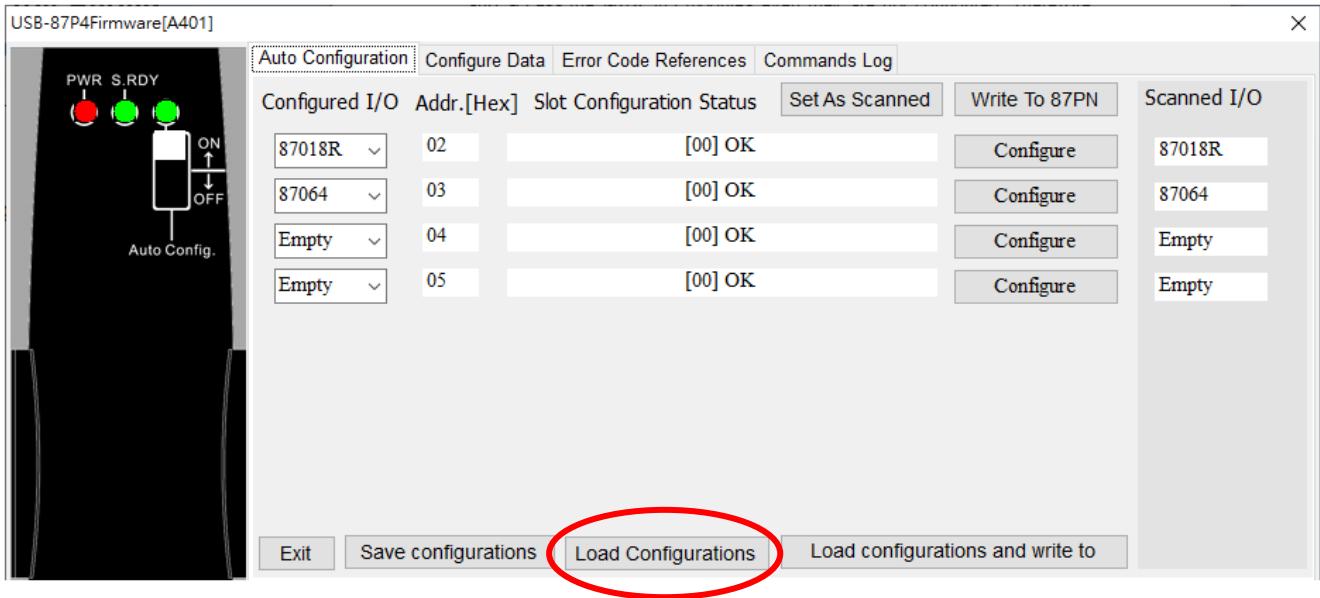 USB-87P4Firmware[A401]
PWR S.RDY
ON
OFF
Auto Config.
Auto Configuration Configure Data Error Code References Commands Log
Configured I/O Addr.[Hex] Slot Configuration Status Set As Scanned Write To 87PN Scanned I/O
87018R 02 [00] OK Configure 87018R
87064 03 [00] OK Configure 87064
Empty 04 [00] OK Configure Empty
Empty 05 [00] OK Configure Empty
Exit Save configurations Load Configurations Load configurations and write to